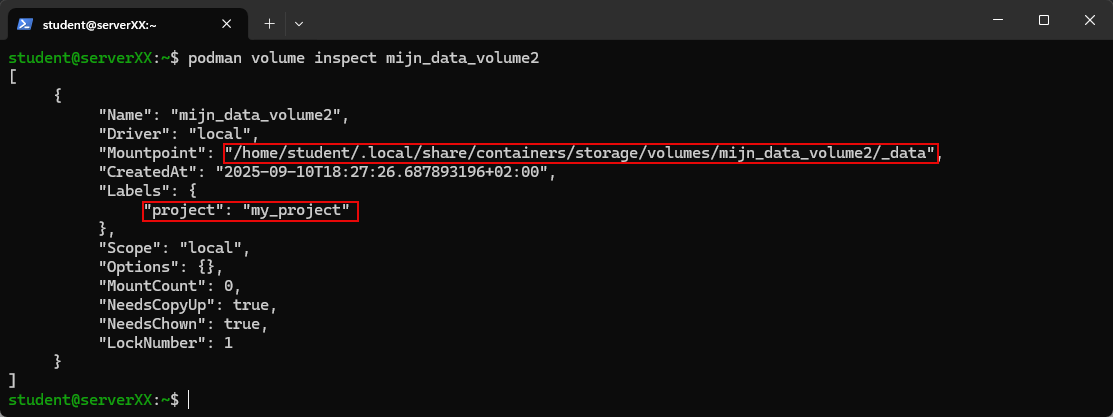 student@serverXX:~
student@serverXX:~$ podman volume inspect mijn_data_volume2
[
     {
          "Name": "mijn_data_volume2",
          "Driver": "local",
          "Mountpoint": "/home/student/.local/share/containers/storage/volumes/mijn_data_volume2/_data",
          "CreatedAt": "2025-09-10T18:27:26.687893196+02:00",
          "Labels": {
               "project": "my_project"
          },
          "Scope": "local",
          "Options": {},
          "MountCount": 0,
          "NeedsCopyUp": true,
          "NeedsChown": true,
          "LockNumber": 1
     }
]
student@serverXX:~$